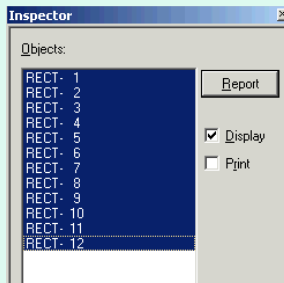 Inspector
Objects:
RECT- 1
RECT- 2
RECT- 3
RECT- 4
RECT- 5
RECT- 6
RECT- 7
RECT- 8
RECT- 9
RECT- 10
RECT- 11
RECT- 12
Report
Display
Print